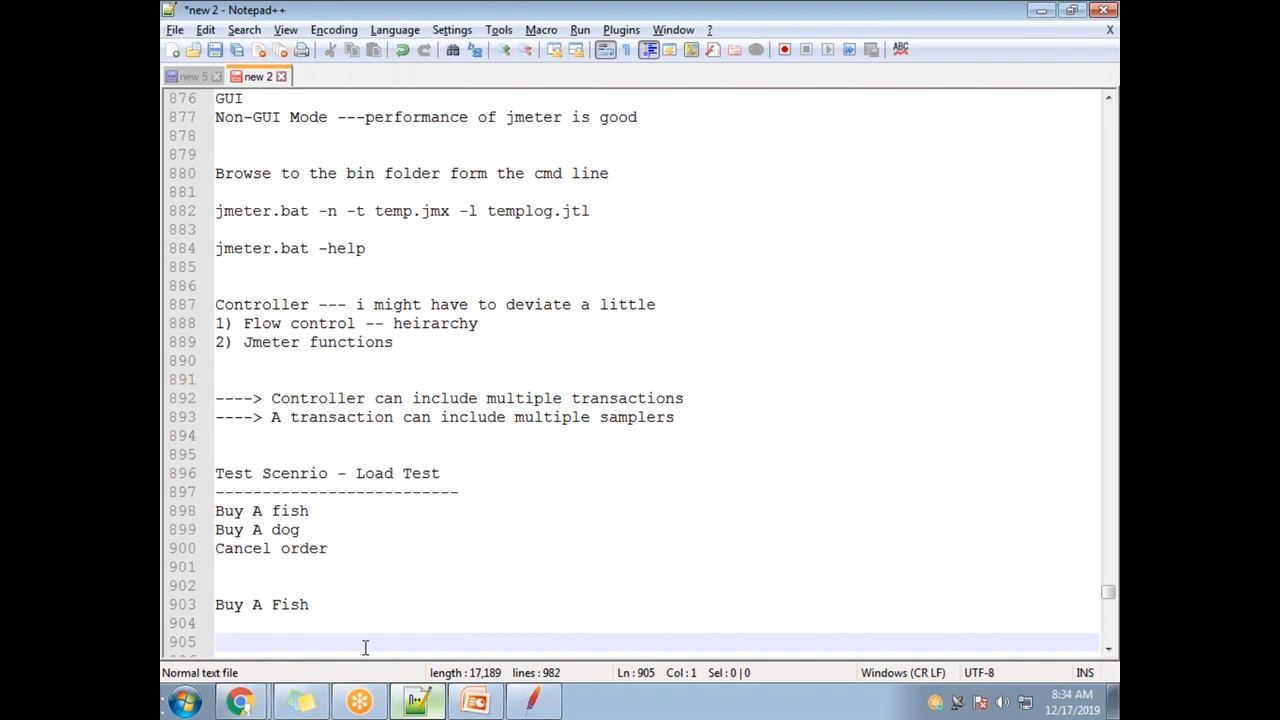 *new 2 - Notepad++
File Edit Search View Encoding Language Settings Tools Macro Run Plugins Window ? X
ABC
new 5 new 2
876 GUI
877 Non-GUI Mode ---performance of jmeter is good
878
879
880 Browse to the bin folder form the cmd line
881
882 jmeter.bat -n -t temp.jmx -l templog.jtl
883
884 jmeter.bat -help
885
886
887 Controller --- i might have to deviate a little
888 1) Flow control -- heirarchy
889 2) Jmeter functions
890
891
892 ----> Controller can include multiple transactions
893 ----> A transaction can include multiple samplers
894
895
896 Test Scenrio - Load Test
897 --------------------------
898 Buy A fish
899 Buy A dog
900 Cancel order
901
902
903 Buy A Fish
904
905
Normal text file length : 17,189 lines : 982 Ln : 905 Col : 1 Sel : 0 | 0 Windows (CR LF) UTF-8 INS
8:34 AM
12/17/2019